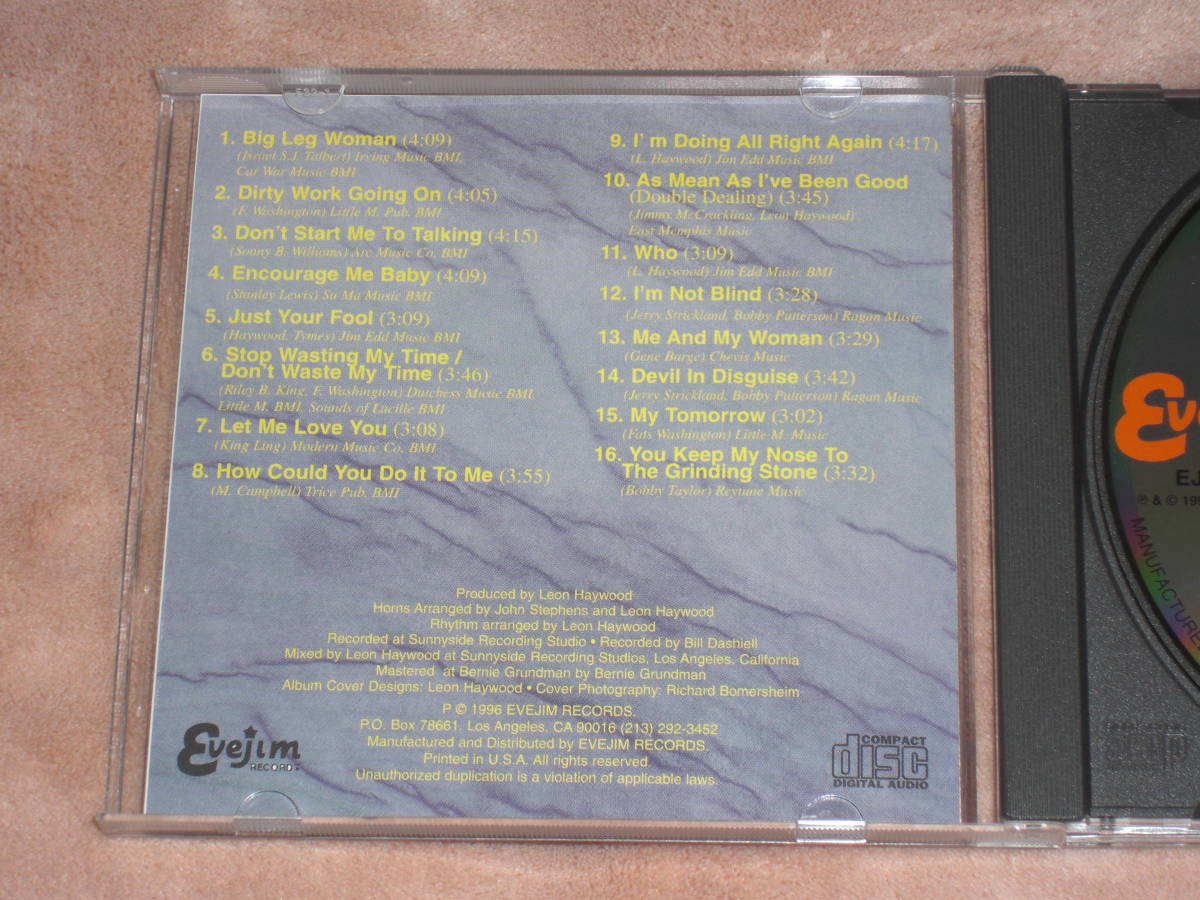 1. Big Leg Woman (4:09)
(Israel S.J. Talbert) Irving Music BMI,
Car War Music BMI
2. Dirty Work Going On (4:05)
(F. Washington) Little M. Pub. BMI
3. Don't Start Me To Talking (4:15)
(Sonny B. Williams) Arc Music Co. BMI
4. Encourage Me Baby (4:09)
(Stanley Lewis) Su Ma Music BMI
5. Just Your Fool (3:09)
(Haywood, Tymes) Jim Edd Music BMI
6. Stop Wasting My Time /
Don't Waste My Time (3:46)
(Riley B. King, F. Washington) Dutchess Music BMI,
Little M. BMI, Sounds of Lucille BMI
7. Let Me Love You (3:08)
(King Ling) Modern Music Co. BMI
8. How Could You Do It To Me (3:55)
(M. Campbell) Trice Pub. BMI
9. I' m Doing All Right Again (4:17)
(L. Haywood) Jim Edd Music BMI
10. As Mean As I've Been Good
(Double Dealing) (3:45)
(Jimmy McCrackling, Leon Haywood)
East Memphis Music
11. Who (3:09)
(L. Haywood) Jim Edd Music BMI
12. I'm Not Blind (3:28)
(Jerry Strickland, Bobby Patterson) Ragan Music
13. Me And My Woman (3:29)
(Gene Barge) Chevis Music
14. Devil In Disguise (3:42)
(Jerry Strickland, Bobby Patterson) Ragan Music
15. My Tomorrow (3:02)
(Fats Washington) Little M. Music
16. You Keep My Nose To
The Grinding Stone (3:32)
(Bobby Taylor) Reytune Music
Produced by Leon Haywood
Horns Arranged by John Stephens and Leon Haywood
Rhythm arranged by Leon Haywood
Recorded at Sunnyside Recording Studio • Recorded by Bill Dashiell
Mixed by Leon Haywood at Sunnyside Recording Studios, Los Angeles, California
Mastered at Bernie Grundman by Bernie Grundman
Album Cover Designs: Leon Haywood • Cover Photography: Richard Bomersheim
P © 1996 EVEJIM RECORDS.
P.O. Box 78661, Los Angeles, CA 90016 (213) 292-3452
Manufactured and Distributed by EVEJIM RECORDS.
Printed in U.S.A. All rights reserved.
Unauthorized duplication is a violation of applicable laws.
Evejim
RECORDS
COMPACT
disc
DIGITAL AUDIO
Eve
EJ
℗ & © 199
MANUFACTURE